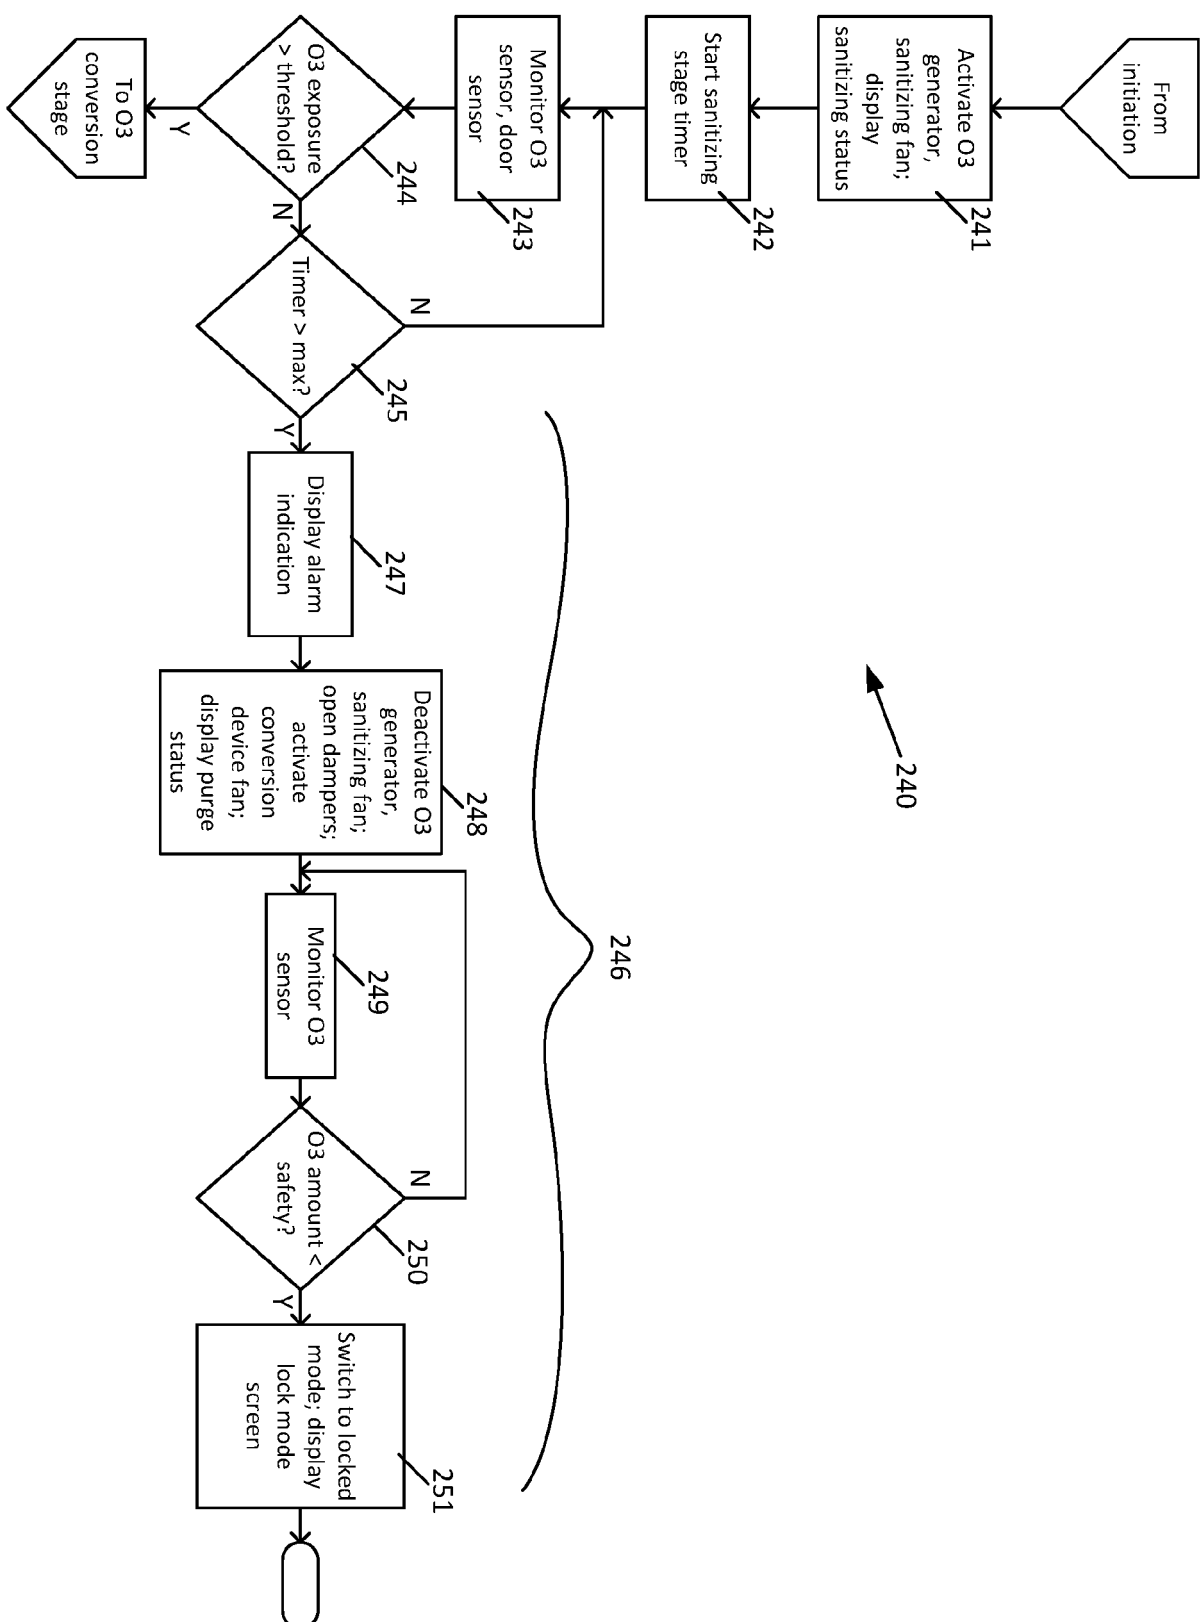 From
initiation
Activate O3
generator,
sanitizing fan;
display
sanitizing status
241
Start sanitizing
stage timer
242
Monitor O3
sensor, door
sensor
243
O3 exposure
> threshold?
244
Y
N
To O3
conversion
stage
Timer > max?
245
N
Y
240
246
Display alarm
indication
247
Deactivate O3
generator,
sanitizing fan;
open dampers;
activate
conversion
device fan;
display purge
status
248
Monitor O3
sensor
249
O3 amount <
safety?
250
N
Y
Switch to locked
mode; display
lock mode
screen
251